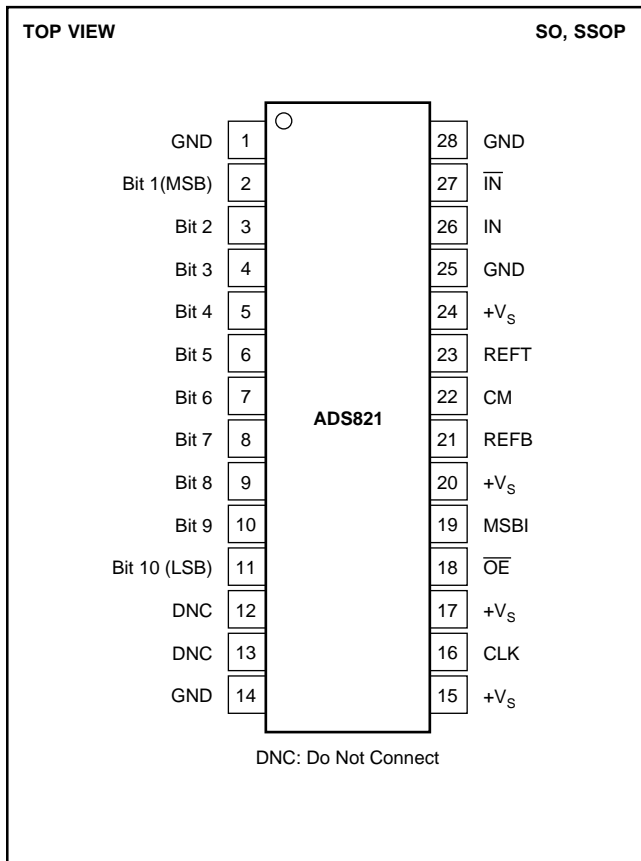 TOP VIEW SO, SSOP
GND 1 28 GND
Bit 1(MSB) 2 27 I̅N̅
Bit 2 3 26 IN
Bit 3 4 25 GND
Bit 4 5 24 +VS
Bit 5 6 23 REFT
Bit 6 7 22 CM
ADS821
Bit 7 8 21 REFB
Bit 8 9 20 +VS
Bit 9 10 19 MSBI
Bit 10 (LSB) 11 18 O̅E̅
DNC 12 17 +VS
DNC 13 16 CLK
GND 14 15 +VS
DNC: Do Not Connect